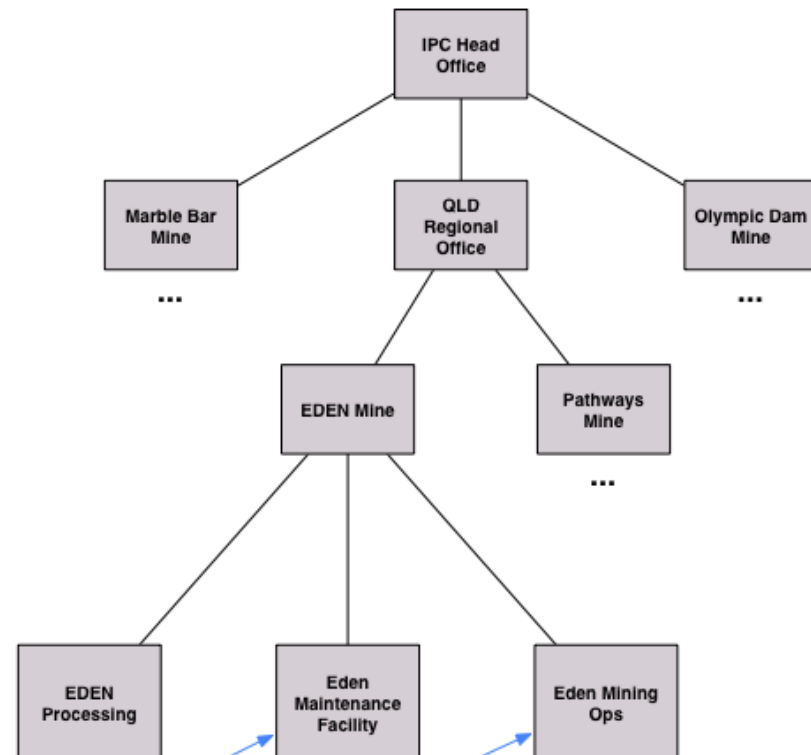 IPC Head
Office
Marble Bar
Mine
QLD
Regional
Office
Olympic Dam
Mine
...
...
EDEN Mine
Pathways
Mine
...
EDEN
Processing
Eden
Maintenance
Facility
Eden Mining
Ops